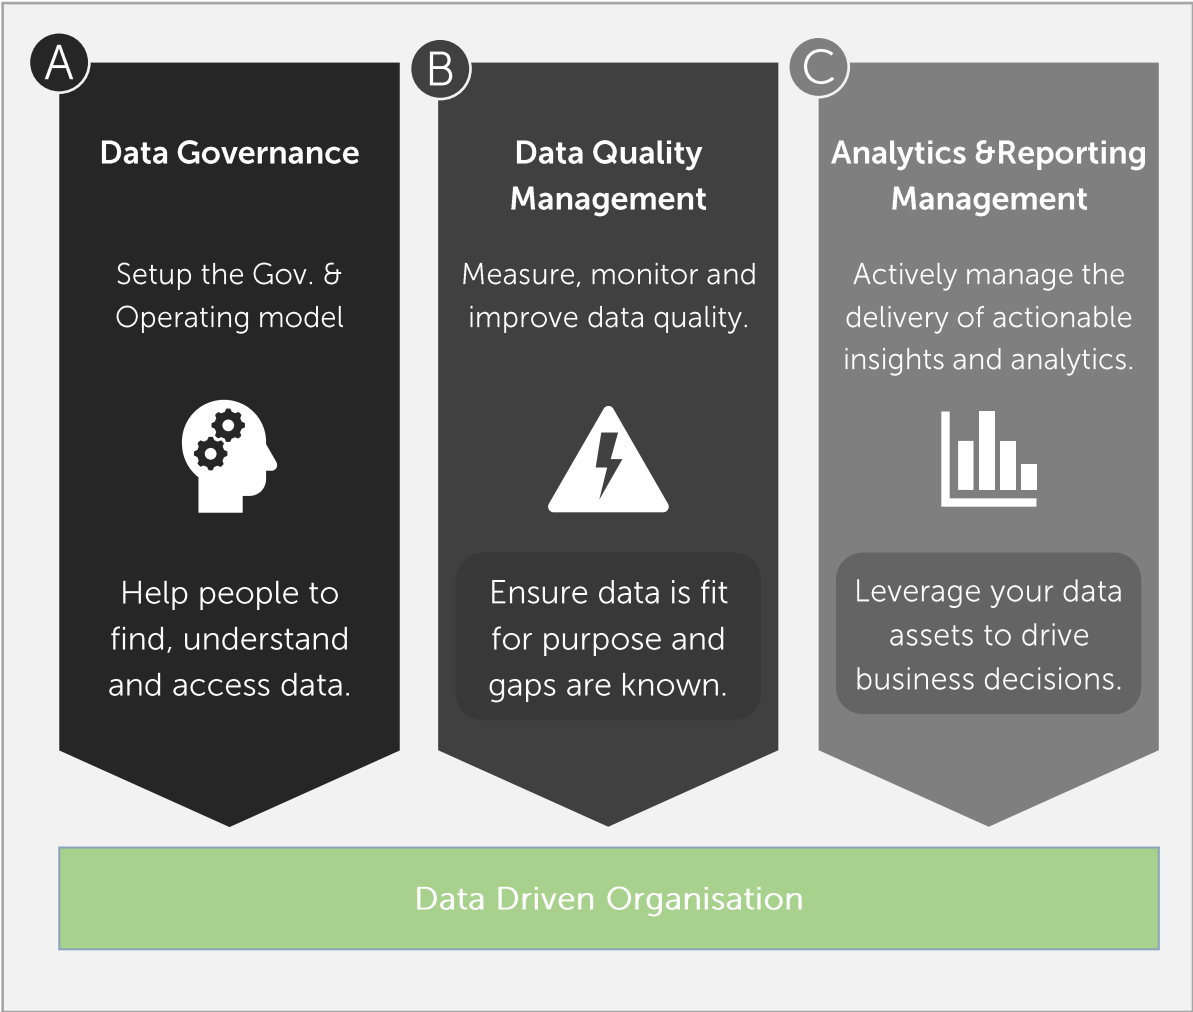 A
Data Governance
Setup the Gov. &
Operating model
Help people to
find, understand
and access data.
B
Data Quality
Management
Measure, monitor and
improve data quality.
Ensure data is fit
for purpose and
gaps are known.
C
Analytics &Reporting
Management
Actively manage the
delivery of actionable
insights and analytics.
Leverage your data
assets to drive
business decisions.
Data Driven Organisation